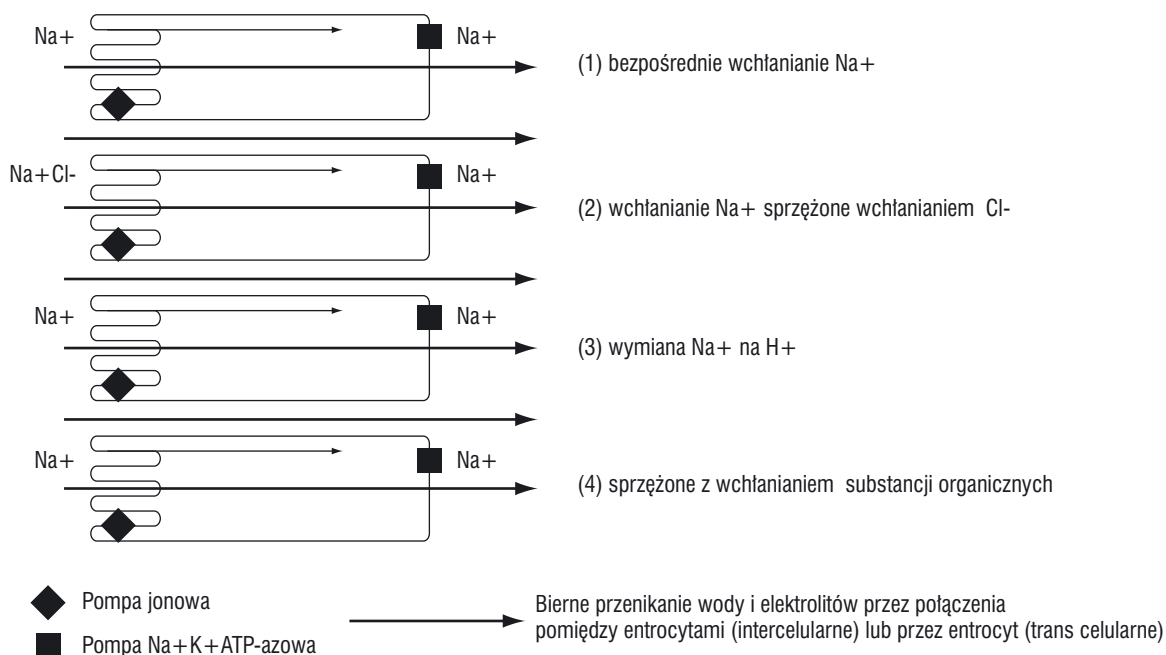 Na+ Na+
(1) bezpośrednie wchłanianie Na+
Na+Cl- Na+
(2) wchłanianie Na+ sprzężone wchłanianiem Cl-
Na+ Na+
(3) wymiana Na+ na H+
Na+ Na+
(4) sprzężone z wchłanianiem substancji organicznych
Pompa jonowa
Pompa Na+K+ATP-azowa
Bierne przenikanie wody i elektrolitów przez połączenia
pomiędzy entrocytami (intercelularne) lub przez entrocyt (trans celularne)